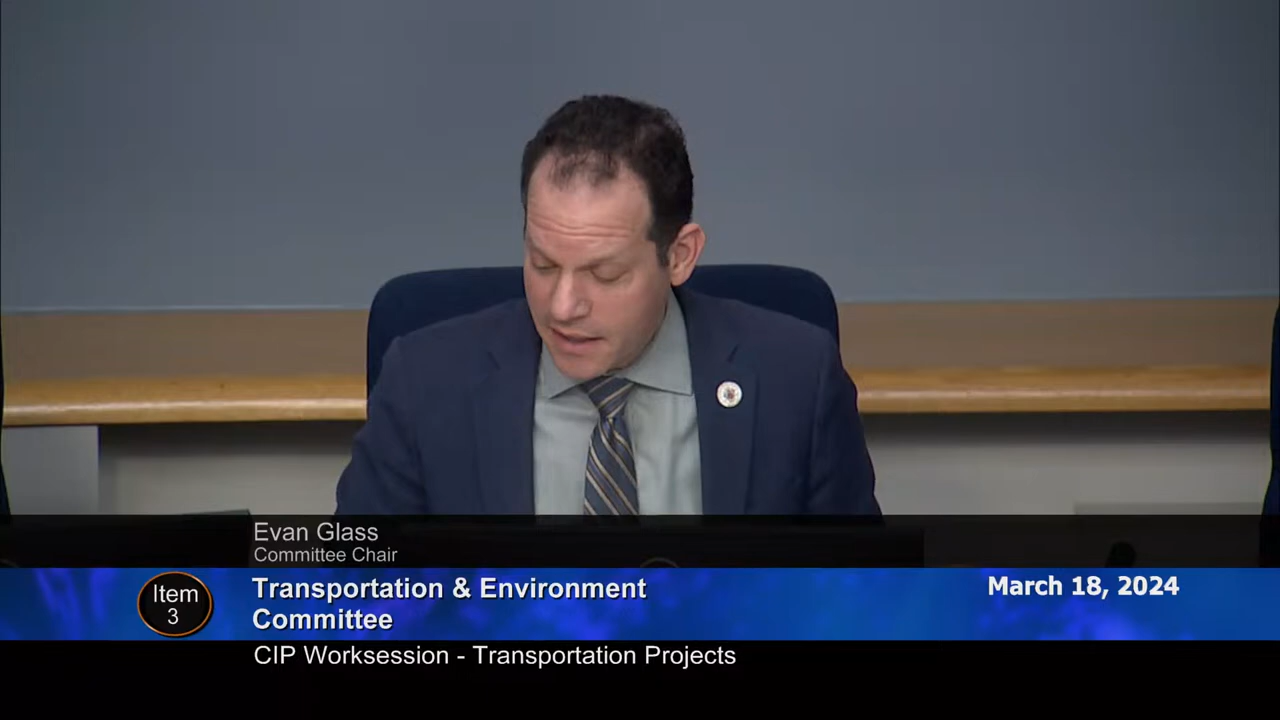 Evan Glass
Committee Chair
Item
3
Transportation & Environment
Committee
March 18, 2024
CIP Worksession - Transportation Projects